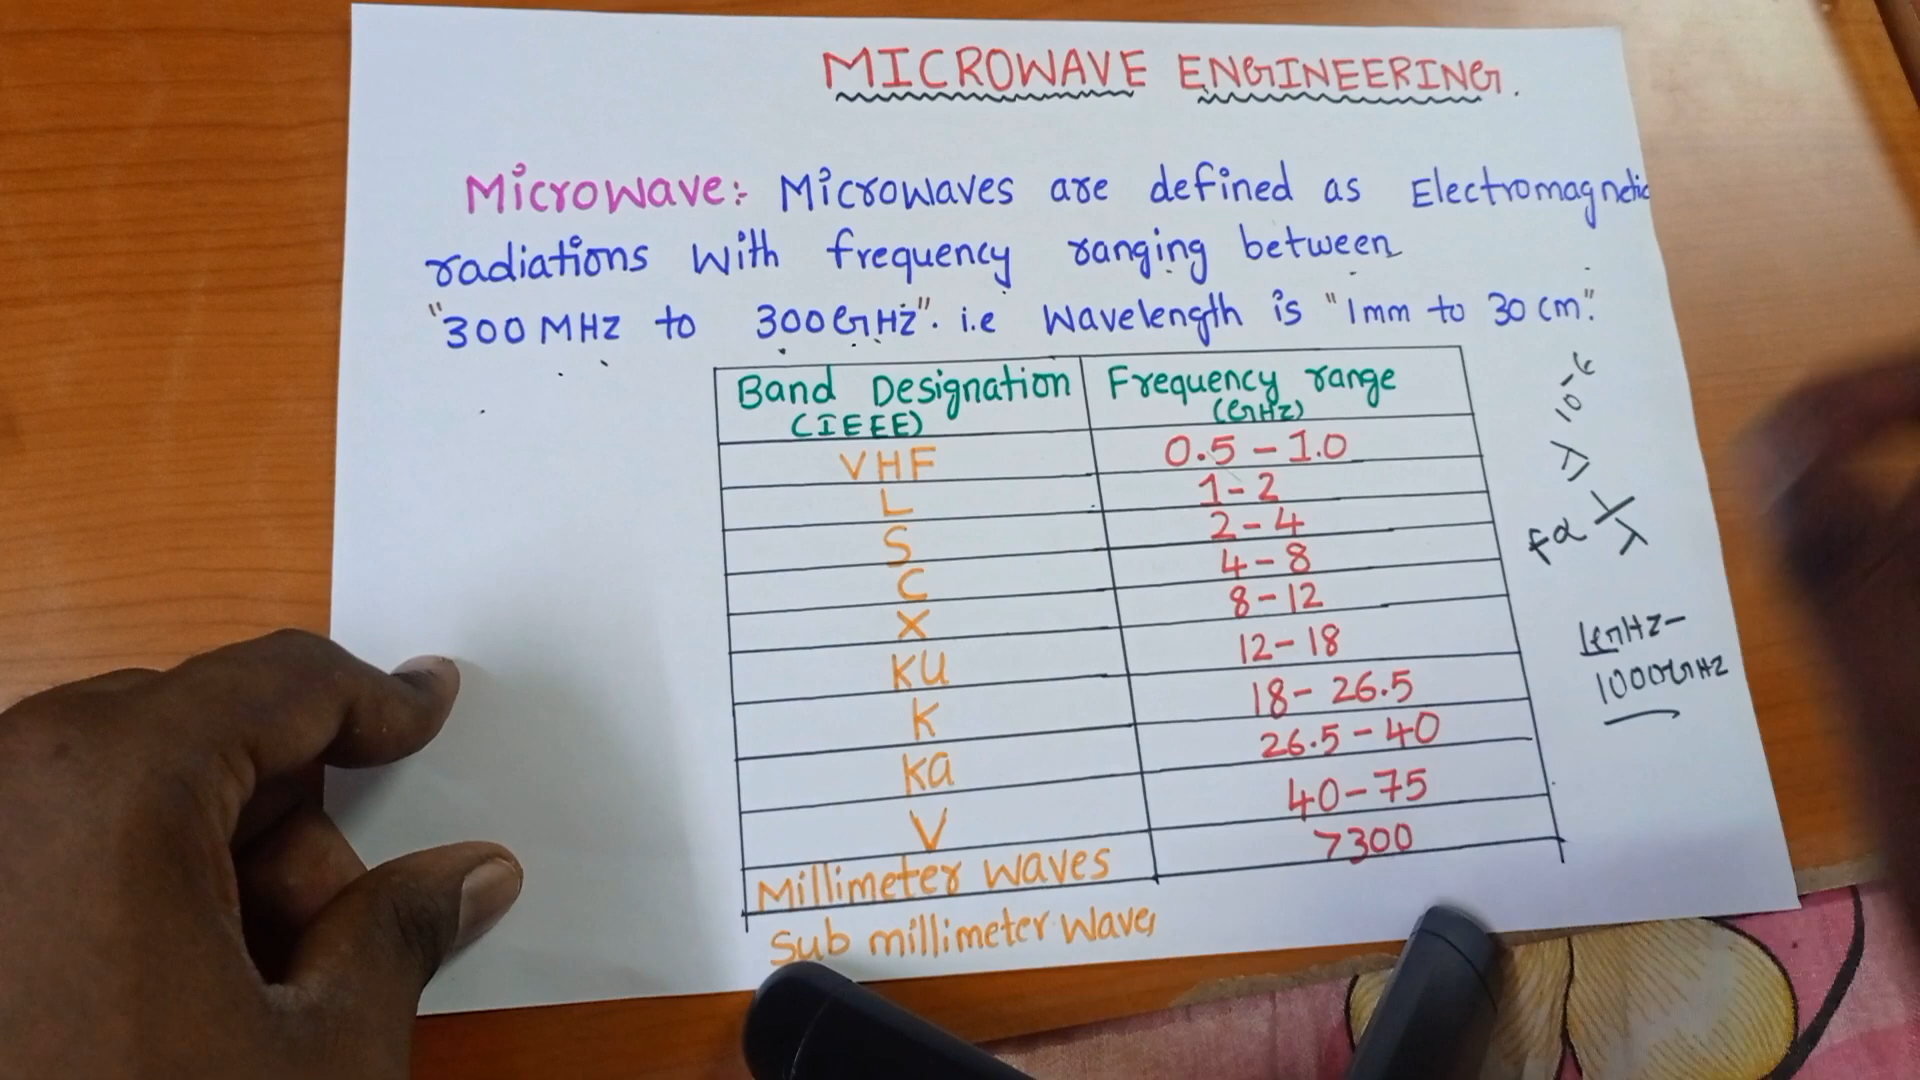 MICROWAVE ENGINEERING.
Microwave:- Microwaves are defined as Electromagnetic
radiations with frequency ranging between
"300 MHz to 300 GHz". i.e Wavelength is "1mm to 30 cm."
Band Designation Frequency range
(IEEE) (GHz)
VHF 0.5 - 1.0
L 1-2
S 2-4
C 4-8
X 8-12
KU 12-18
K 18-26.5
Ka 26.5-40
V 40-75
Millimeter waves >300
Sub millimeter waves
f α 1/λ
1GHz-
1000GHz